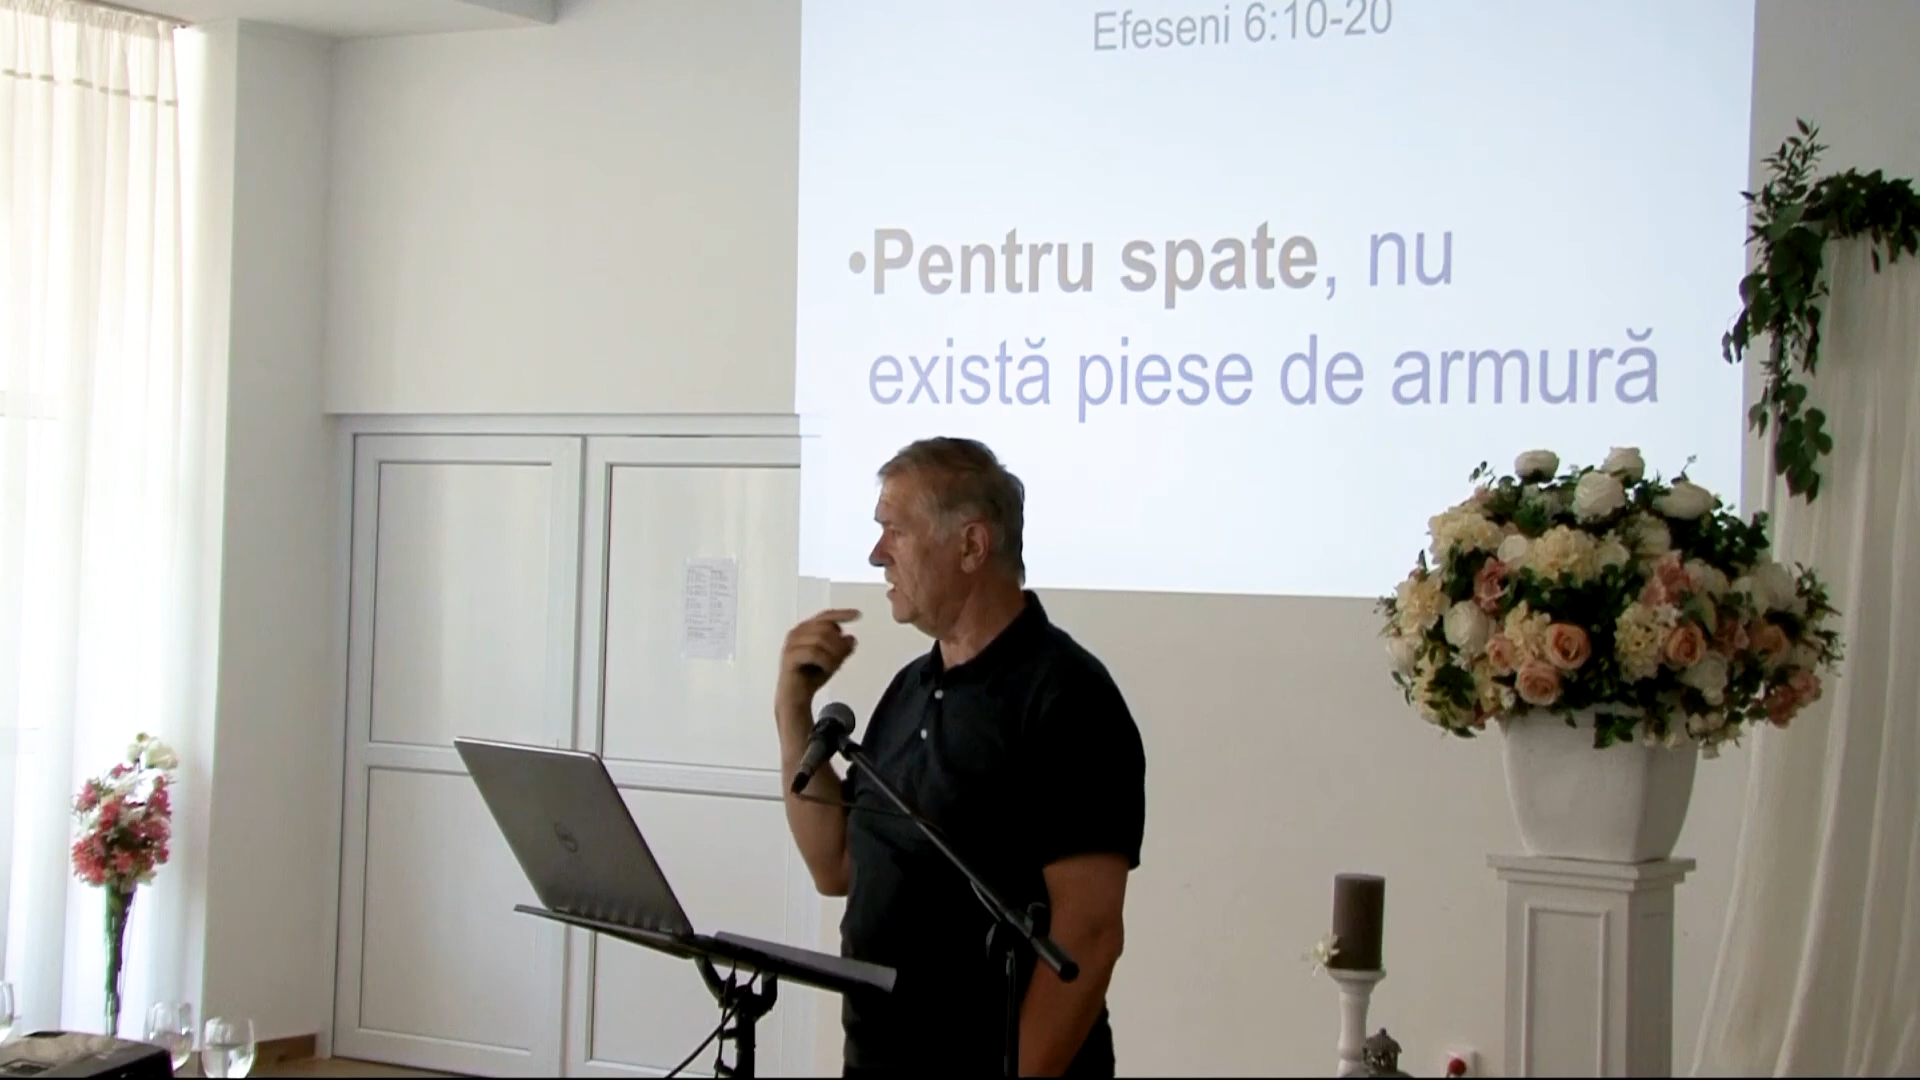 Efeseni 6:10-20
•Pentru spate, nu
există piese de armură